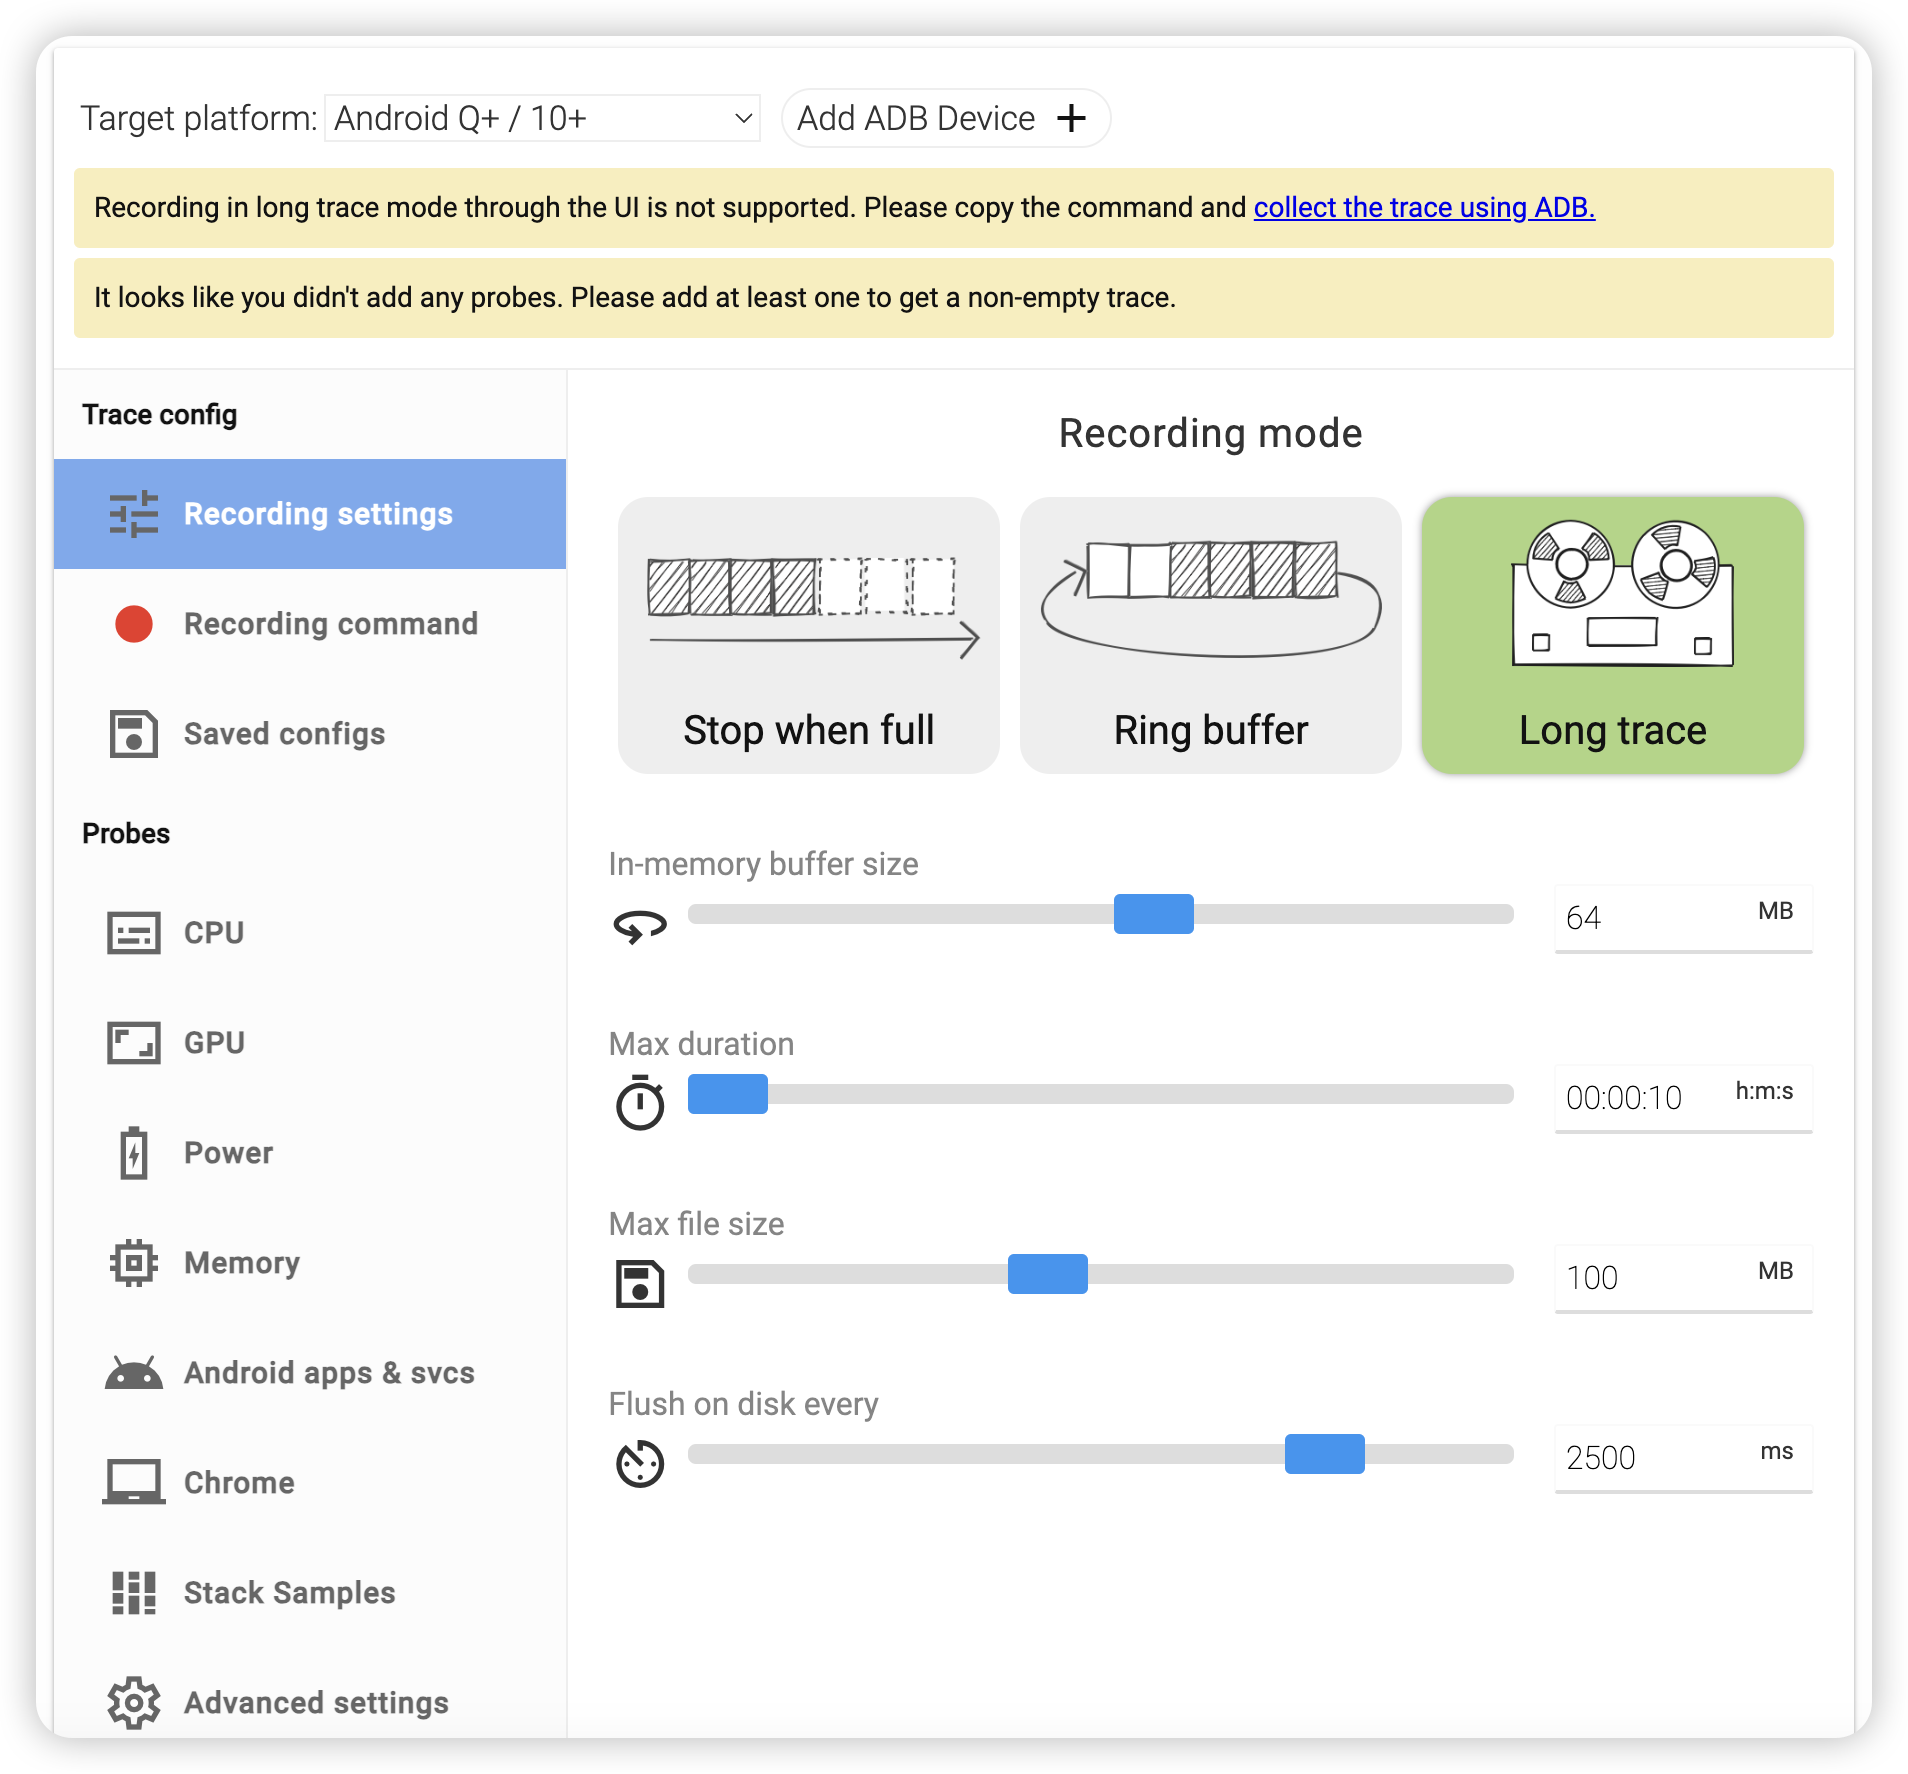 Target platform: Android Q+ / 10+ Add ADB Device
Recording in long trace mode through the UI is not supported. Please copy the command and collect the trace using ADB.
It looks like you didn't add any probes. Please add at least one to get a non-empty trace.
Trace config
Recording settings
Recording command
Saved configs
Probes
CPU
GPU
Power
Memory
Android apps & svcs
Chrome
Stack Samples
Advanced settings
Recording mode
Stop when full
Ring buffer
Long trace
In-memory buffer size
64 MB
Max duration
00:00:10 h:m:s
Max file size
100 MB
Flush on disk every
2500 ms